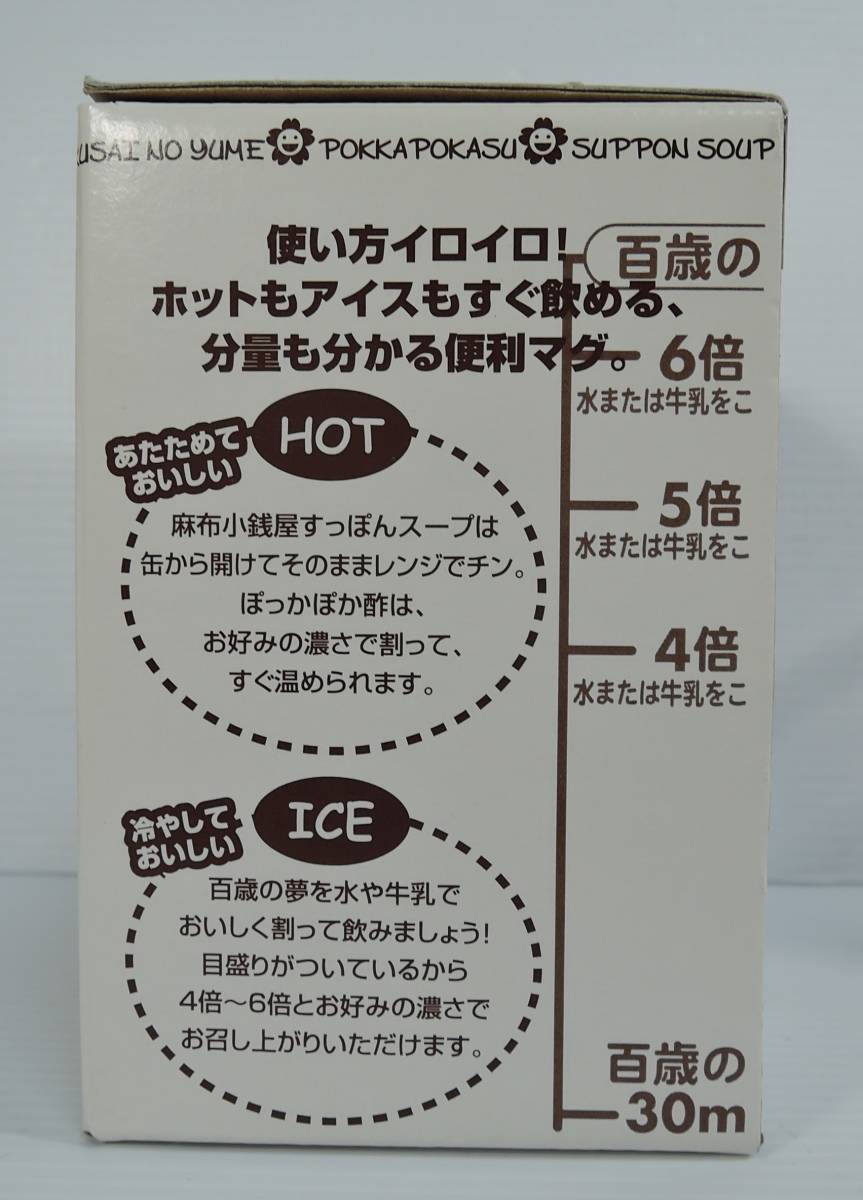 USAI NO YUME POKKAPOKASU SUPPON SOUP
使い方イロイロ!
ホットもアイスもすぐ飲める、
分量も分かる便利マグ。
あたためて
おいしい
HOT
麻布小銭屋すっぽんスープは
缶から開けてそのままレンジでチン。
ぽっかぽか酢は、
お好みの濃さで割って、
すぐ温められます。
冷やして
おいしい
ICE
百歳の夢を水や牛乳で
おいしく割って飲みましょう!
目盛りがついているから
4倍〜6倍とお好みの濃さで
お召し上がりいただけます。
百歳の
6倍
水または牛乳をこ
5倍
水または牛乳をこ
4倍
水または牛乳をこ
百歳の
30m